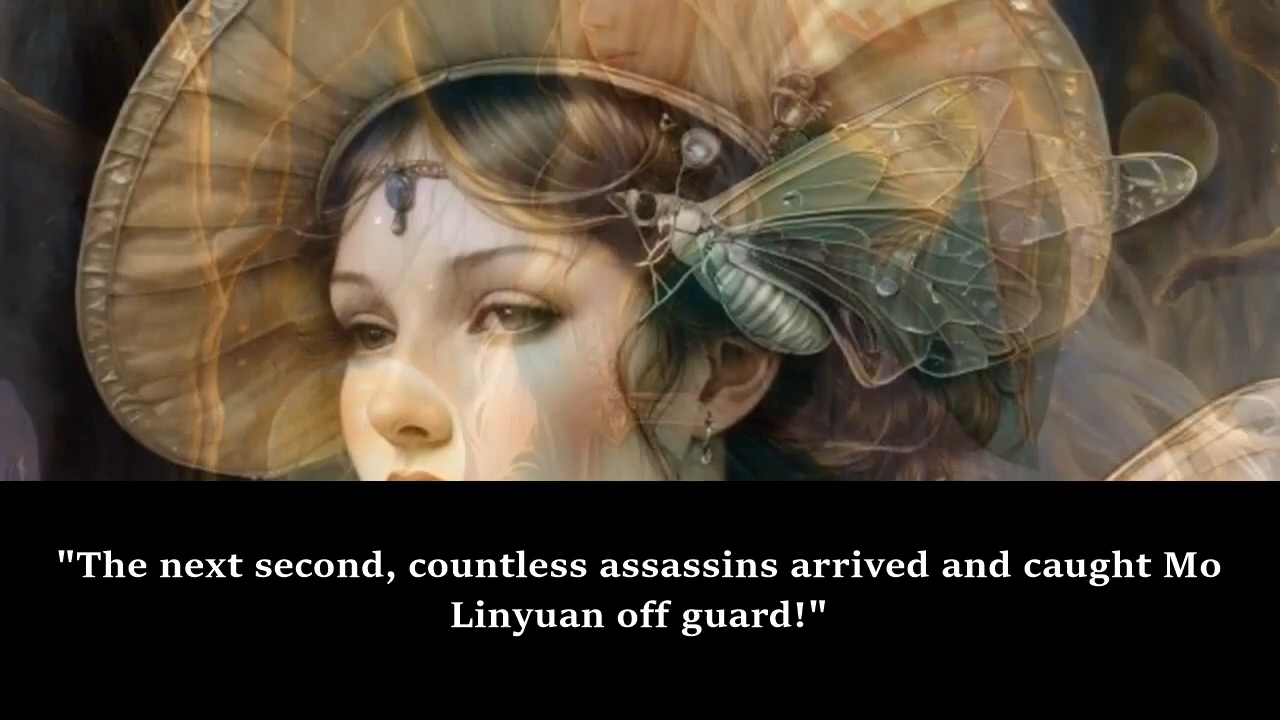 "The next second, countless assassins arrived and caught Mo
Linyuan off guard!"